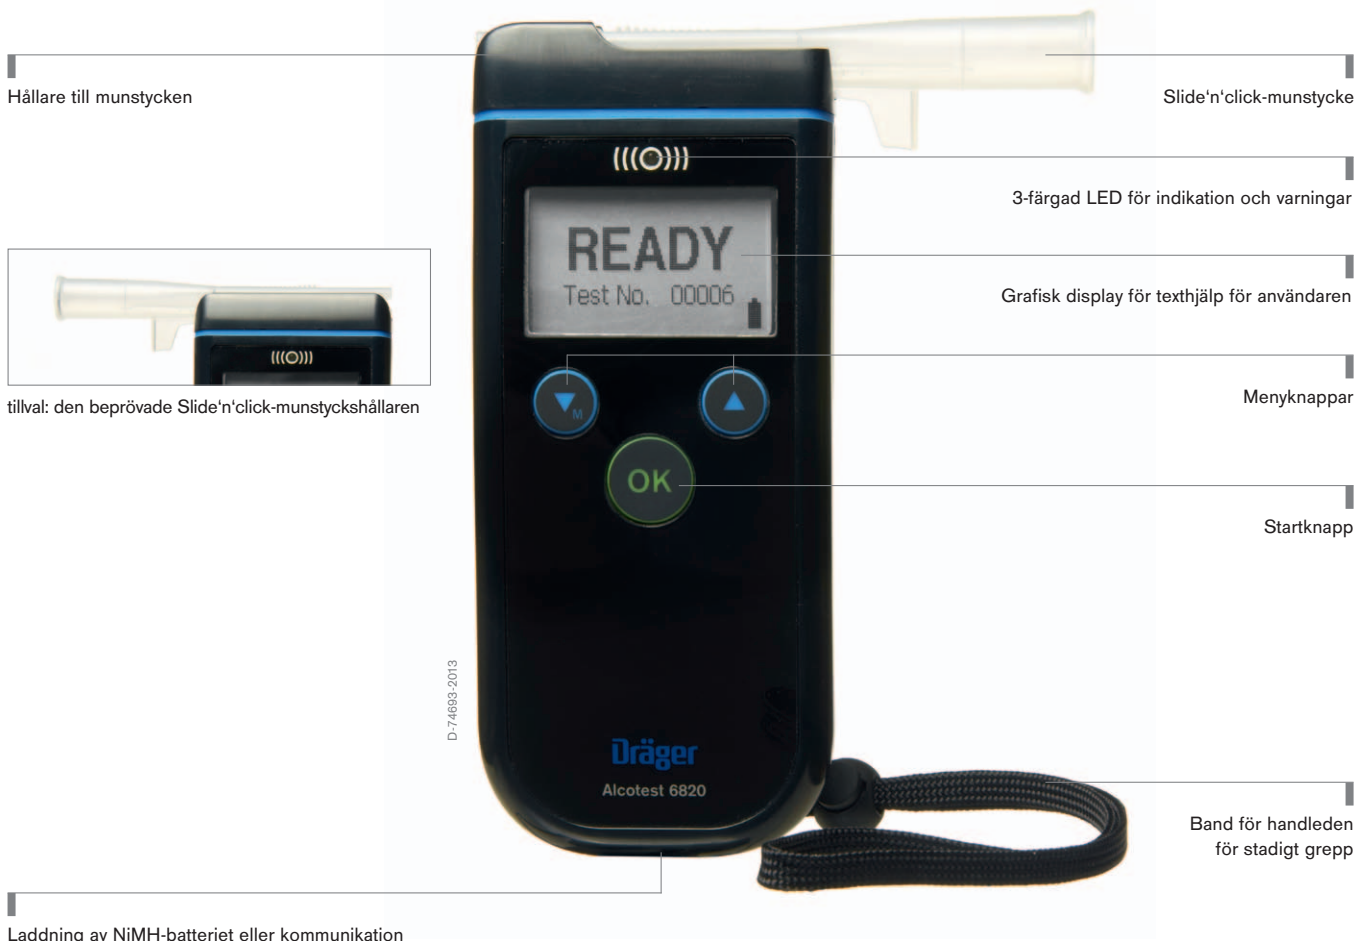 Hållare till munstycken
Slide‘n‘click-munstycke
(((O)))
3-färgad LED för indikation och varningar
READY
Test No. 00006
Grafisk display för texthjälp för användaren
(((O)))
tillval: den beprövade Slide‘n‘click-munstyckshållaren
Menyknappar
M
OK
Startknapp
D-74693-2013
Dräger
Alcotest 6820
Band för handleden
för stadigt grepp
Laddning av NiMH-batteriet eller kommunikation